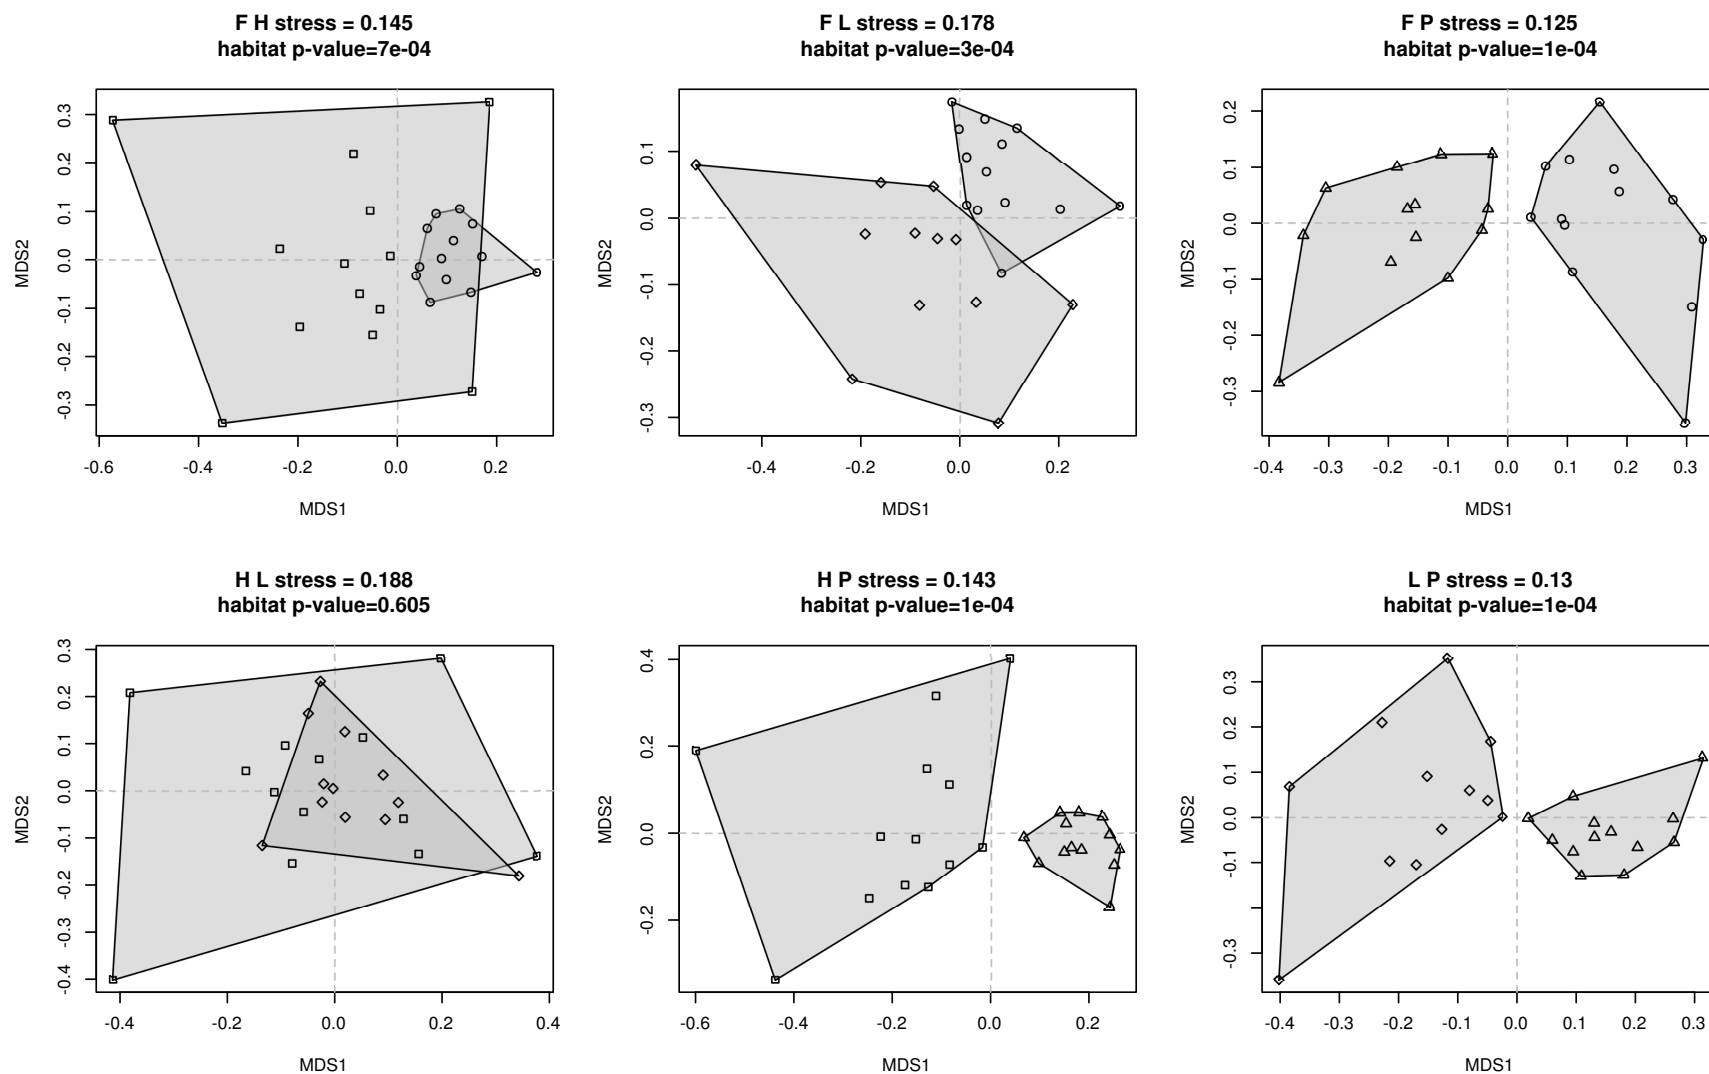 F H stress = 0.145
habitat p-value=7e-04
0.3
0.2
0.1
0.0
-0.1
-0.2
-0.3
MDS2
-0.6
-0.4
-0.2
0.0
0.2
MDS1
F L stress = 0.178
habitat p-value=3e-04
0.1
0.0
-0.1
-0.2
-0.3
MDS2
-0.4
-0.2
0.0
0.2
MDS1
F P stress = 0.125
habitat p-value=1e-04
0.2
0.1
0.0
-0.1
-0.2
-0.3
MDS2
-0.4
-0.3
-0.2
-0.1
0.0
0.1
0.2
0.3
MDS1
H L stress = 0.188
habitat p-value=0.605
0.3
0.2
0.1
0.0
-0.1
-0.2
-0.3
-0.4
MDS2
-0.4
-0.2
0.0
0.2
0.4
MDS1
H P stress = 0.143
habitat p-value=1e-04
0.4
0.2
0.0
-0.2
MDS2
-0.6
-0.4
-0.2
0.0
0.2
MDS1
L P stress = 0.13
habitat p-value=1e-04
0.3
0.1
0.0
-0.1
-0.3
MDS2
-0.4
-0.3
-0.2
-0.1
0.0
0.1
0.2
0.3
MDS1